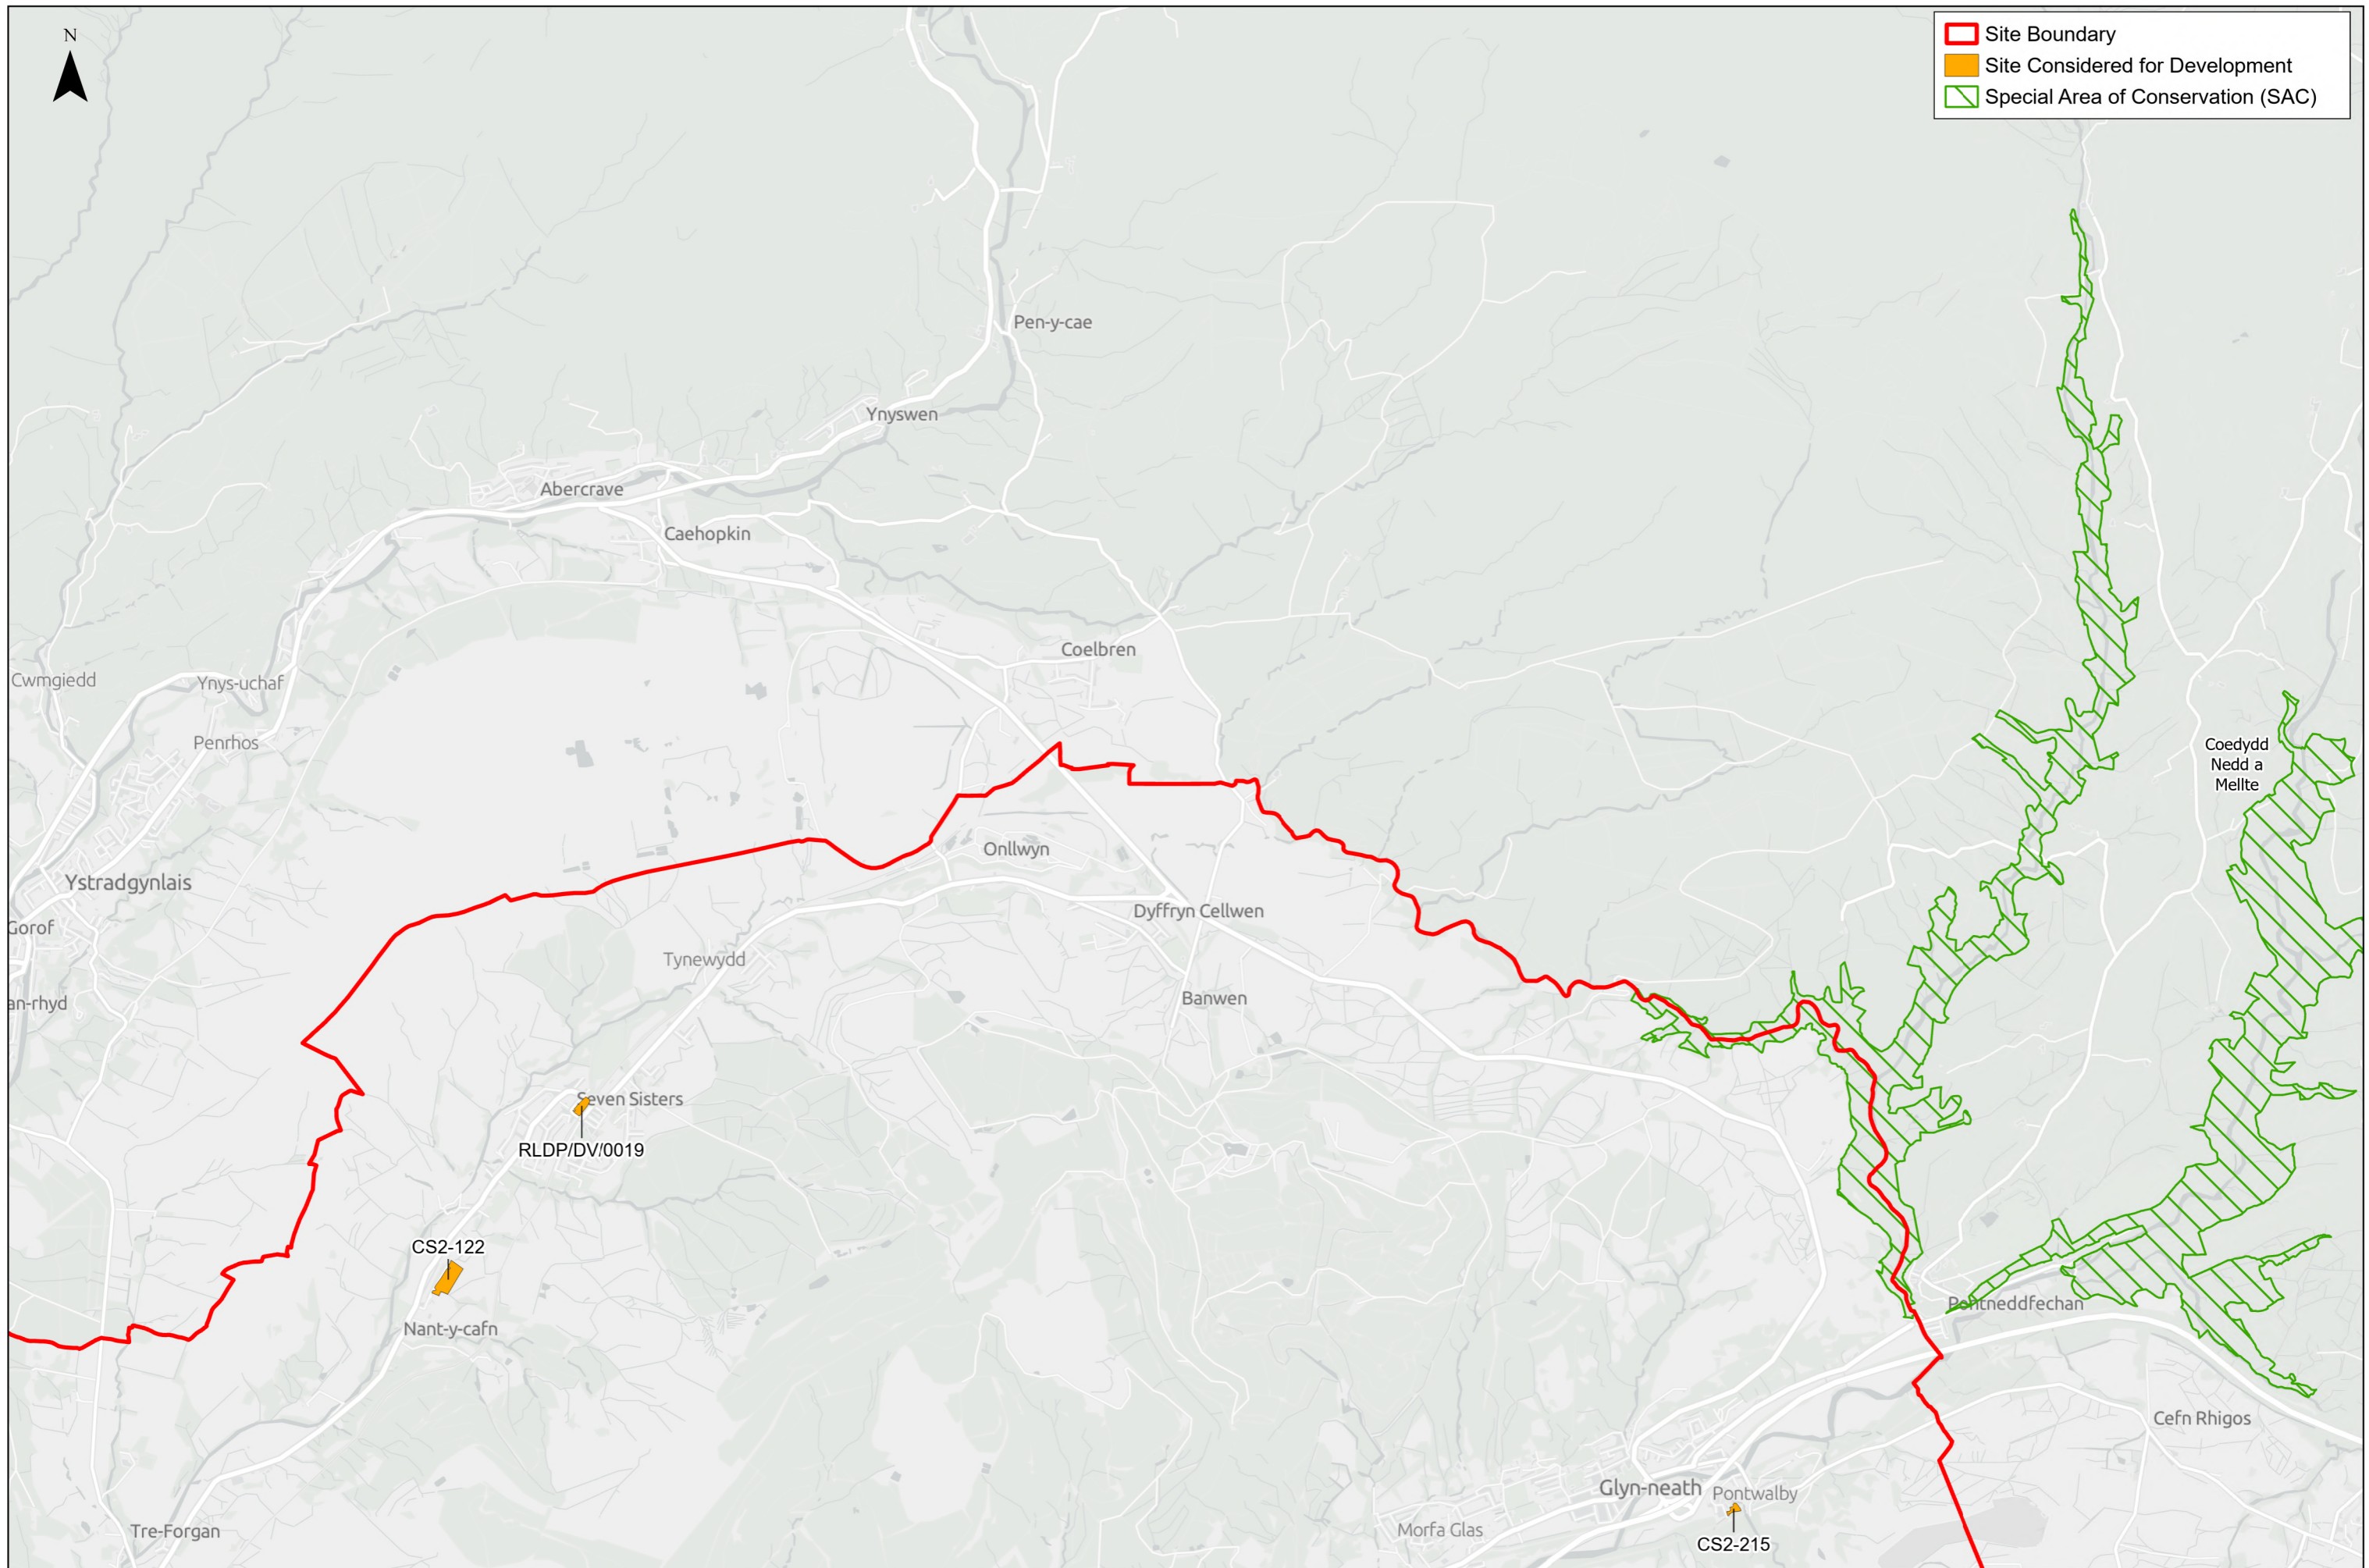 N
Site Boundary
Site Considered for Development
Special Area of Conservation (SAC)
Pen-y-cae
Ynyswen
Abercrave
Caehopkin
Coelbren
Cwmgiedd
Ynys-uchaf
Penrhos
Coedydd
Nedd a
Mellte
Onllwyn
Ystradgynlais
Dyffryn Cellwen
Gorof
Tynewydd
Banwen
an-rhyd
Seven Sisters
RLDP/DV/0019
CS2-122
Pontneddfechan
Nant-y-cafn
Cefn Rhigos
Glyn-neath
Pontwalby
Morfa Glas
Tre-Forgan
CS2-215